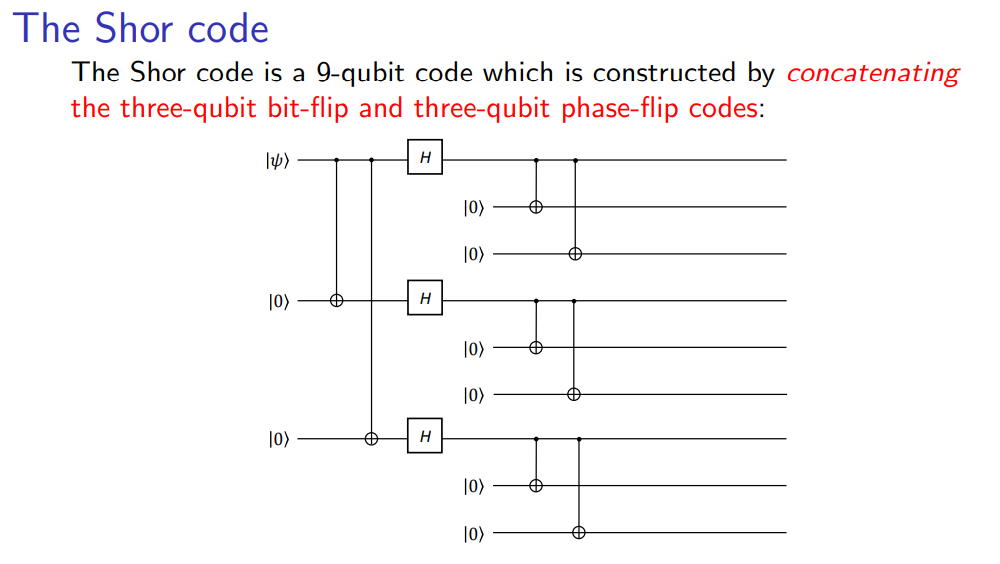 The Shor code
The Shor code is a 9-qubit code which is constructed by concatenating
the three-qubit bit-flip and three-qubit phase-flip codes:
|ψ⟩
H
|0⟩
|0⟩
|0⟩
H
|0⟩
|0⟩
|0⟩
H
|0⟩
|0⟩